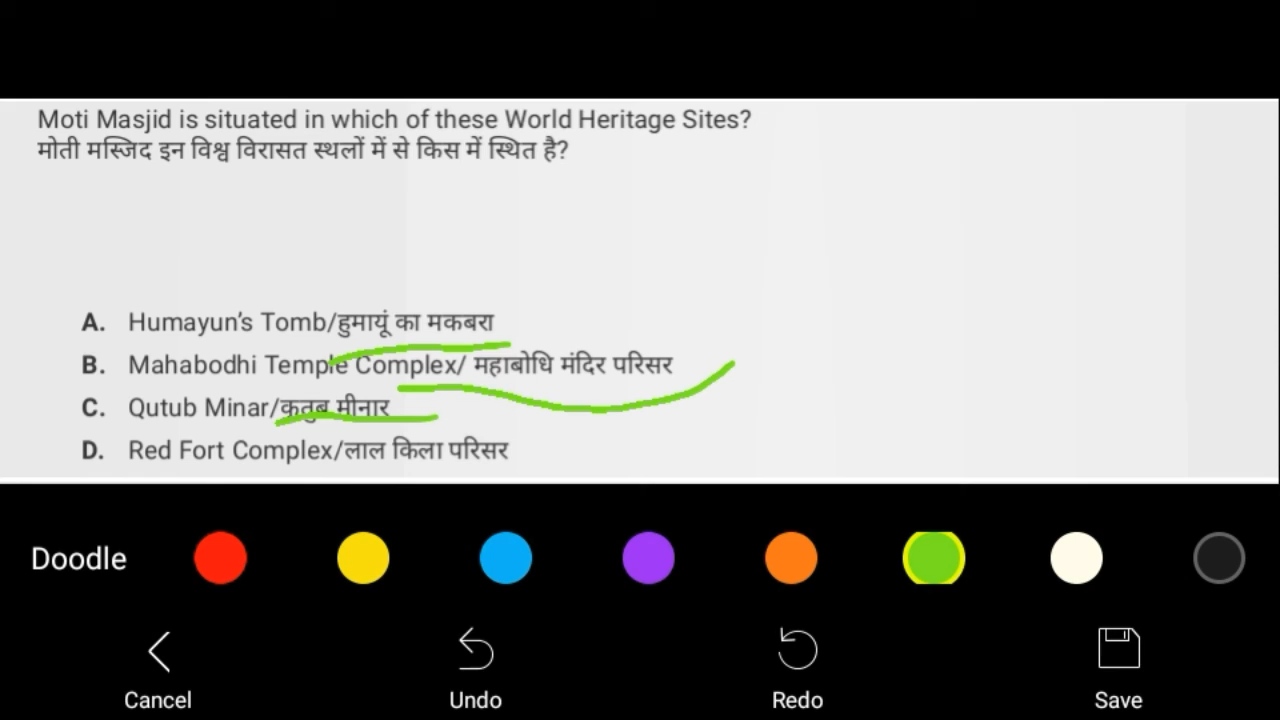 Moti Masjid is situated in which of these World Heritage Sites?
मोती मस्जिद इन विश्व विरासत स्थलों में से किस में स्थित है?
A. Humayun’s Tomb/हुमायूं का मकबरा
B. Mahabodhi Temple Complex/ महाबोधि मंदिर परिसर
C. Qutub Minar/कुतुब मीनार
D. Red Fort Complex/लाल किला परिसर
Doodle
Cancel Undo Redo Save